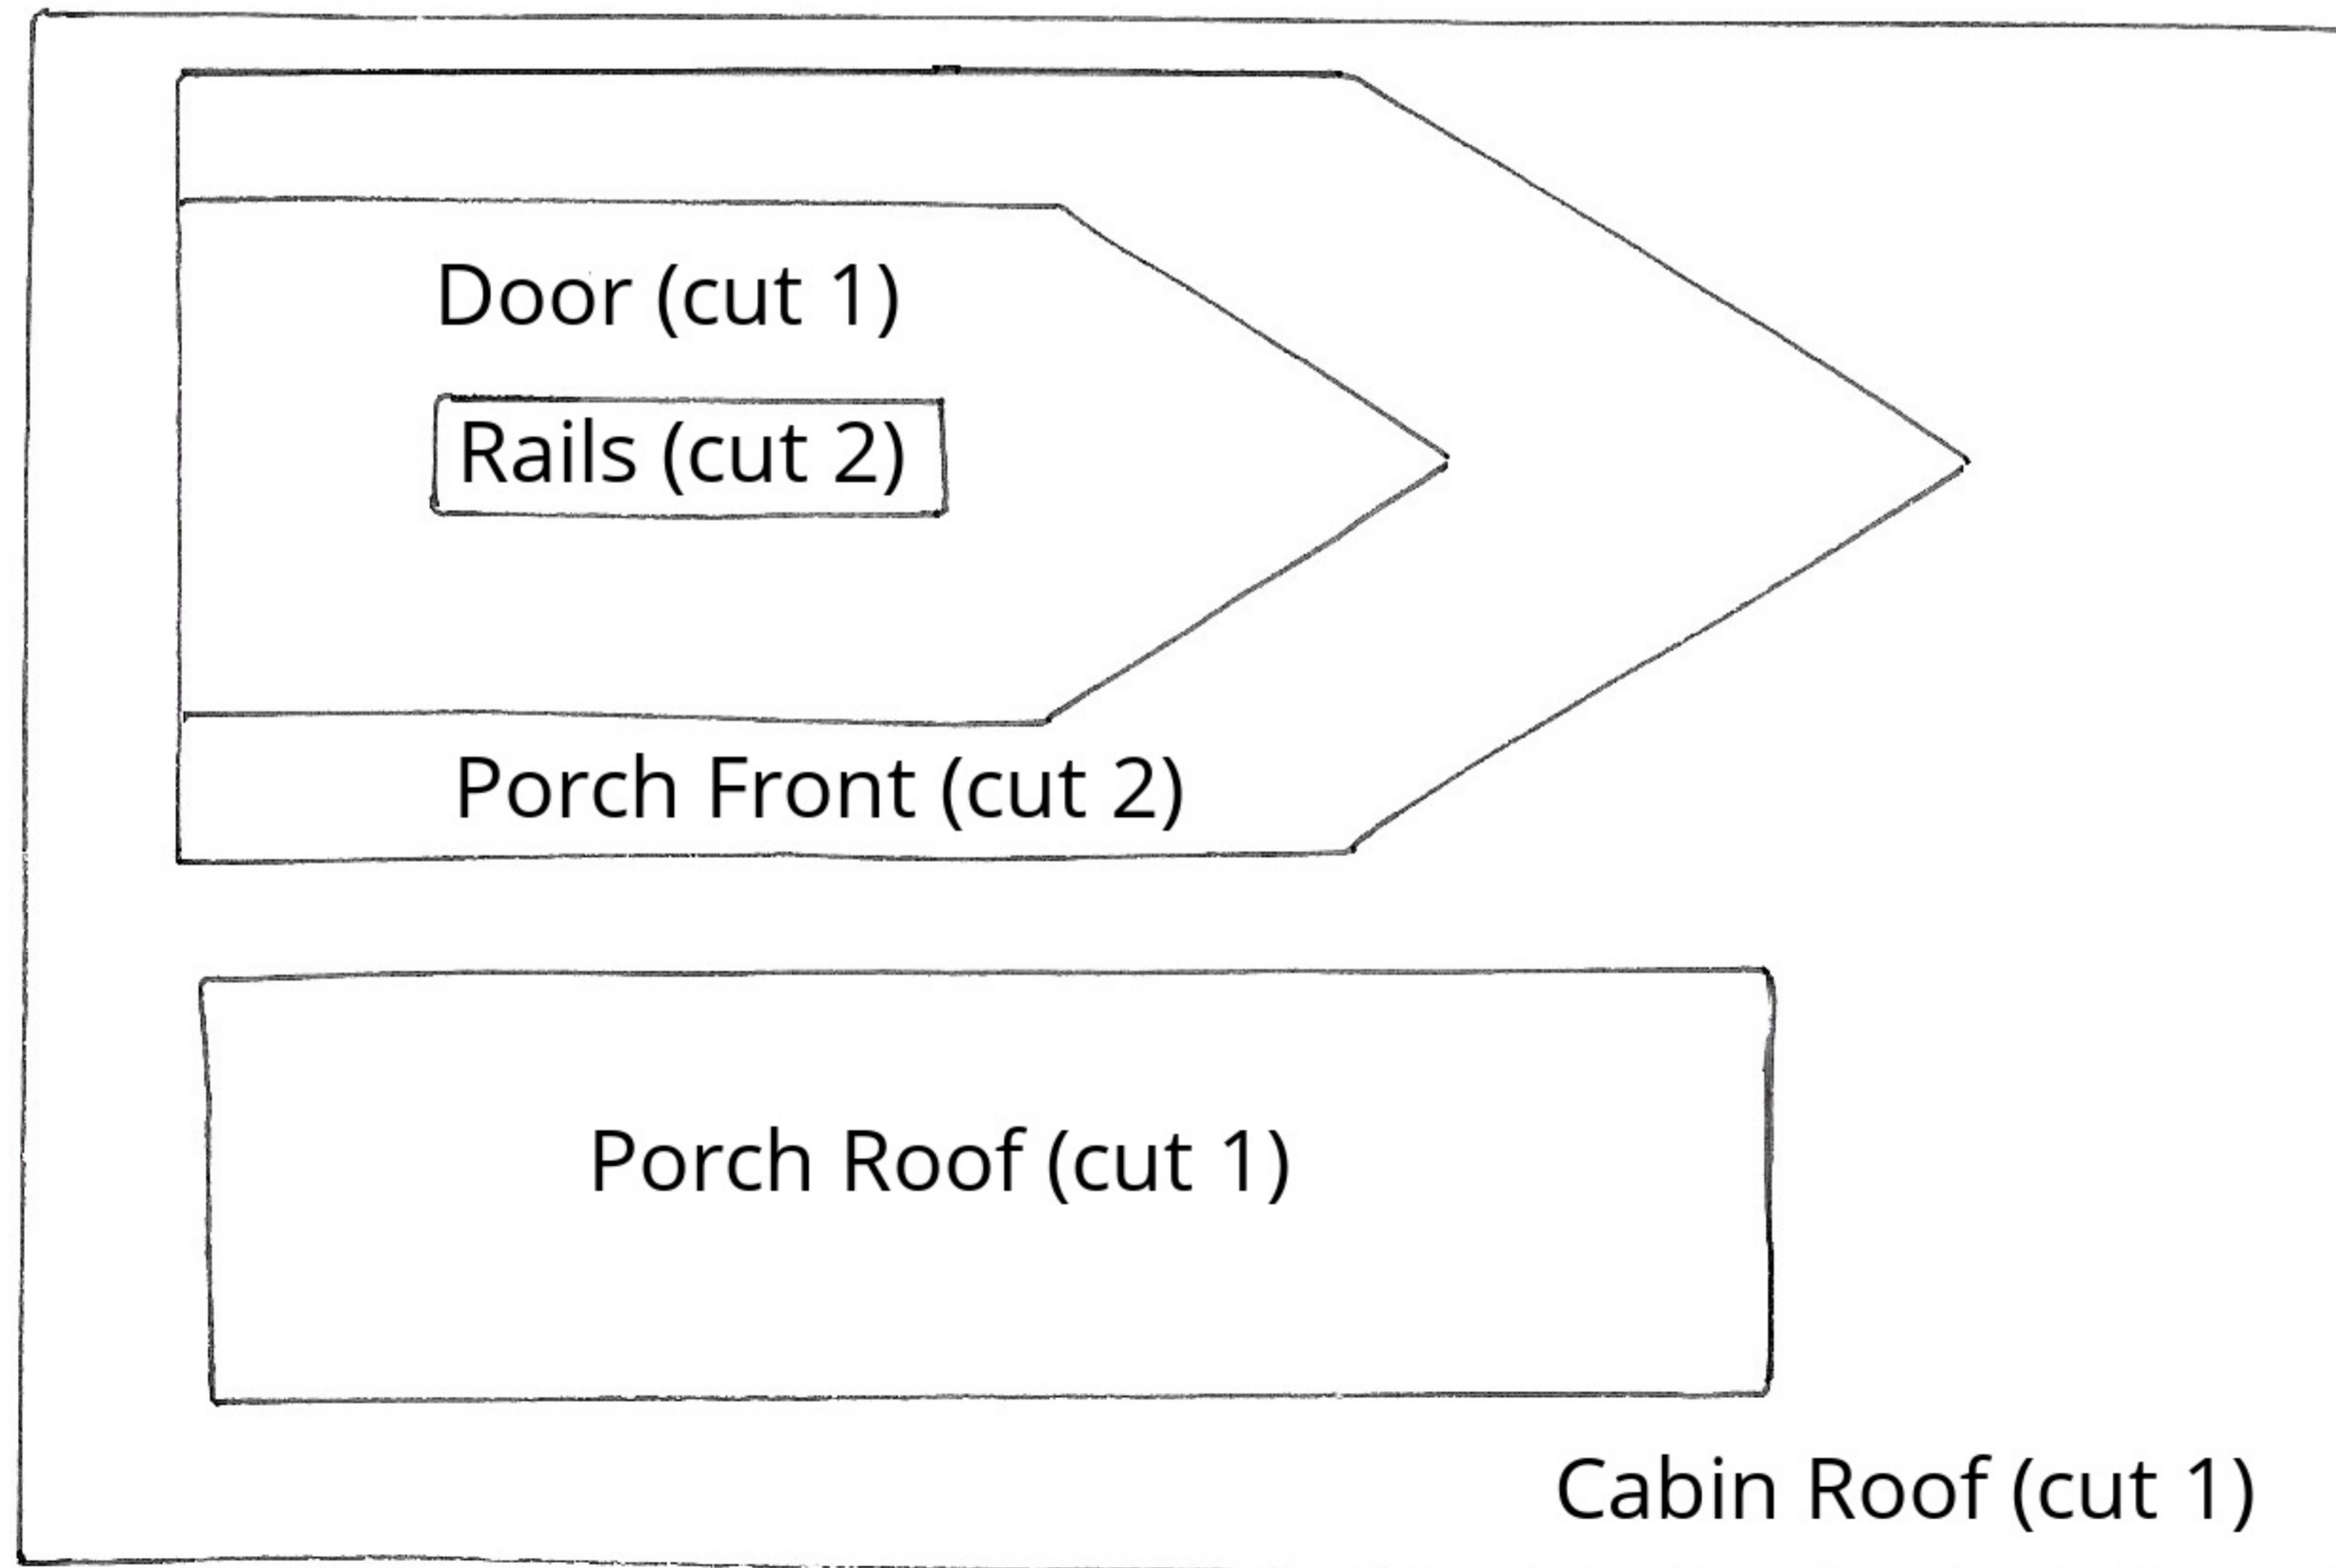 Door (cut 1)
Rails (cut 2)
Porch Front (cut 2)
Porch Roof (cut 1)
Cabin Roof (cut 1)